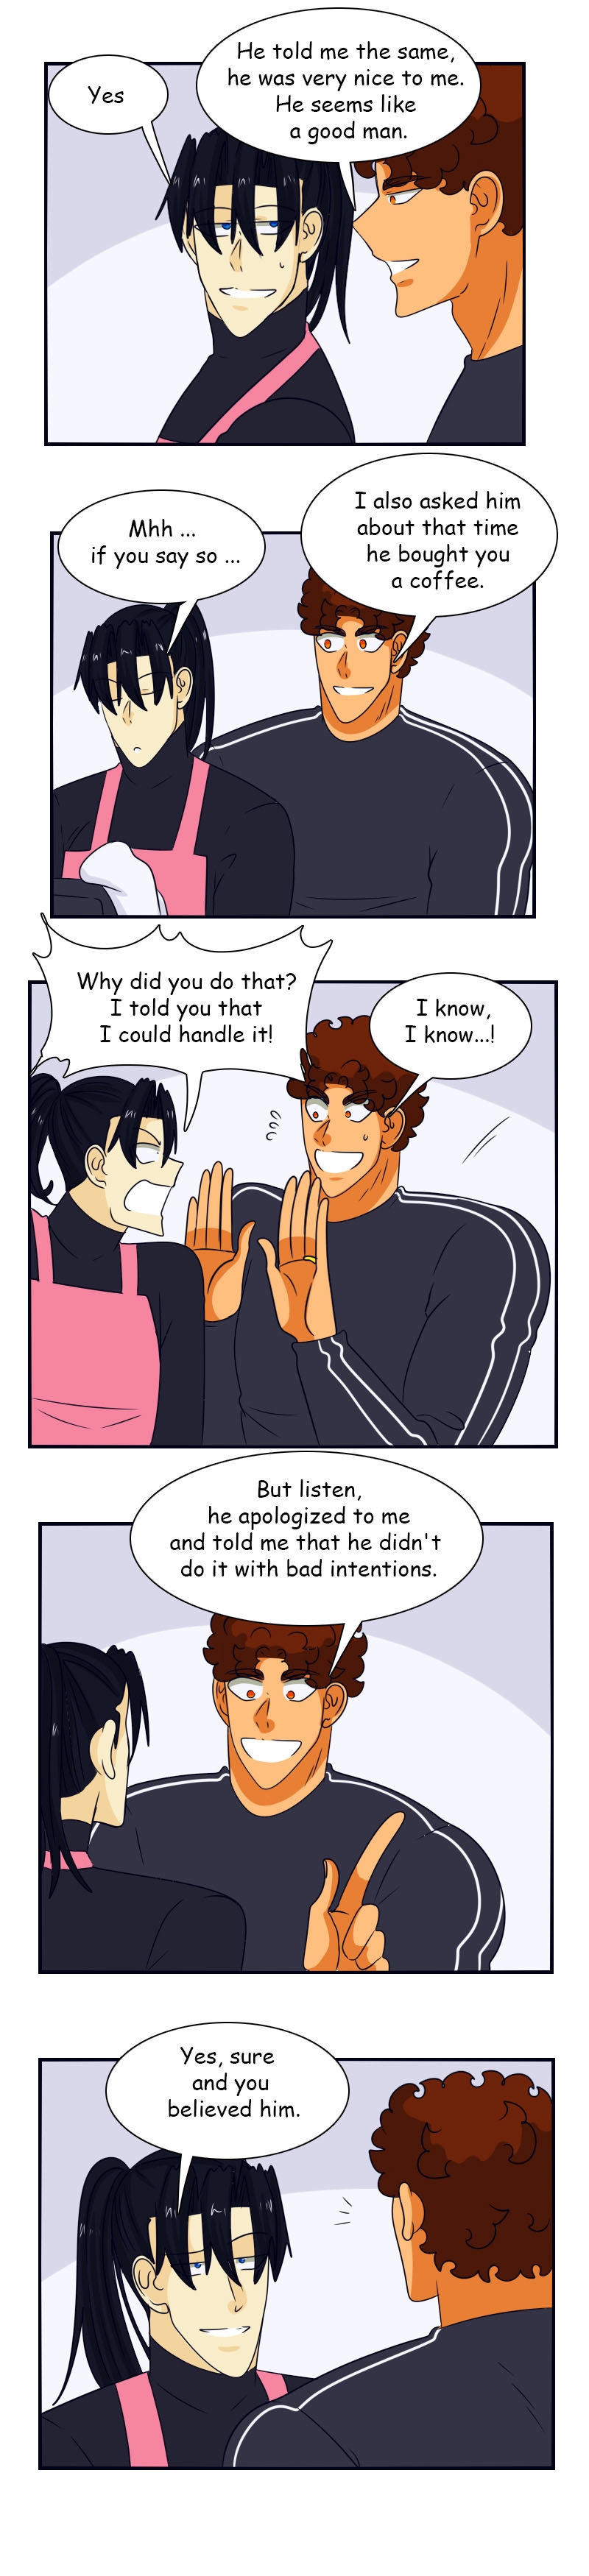 Yes
He told me the same,
he was very nice to me.
He seems like
a good man.
Mhh ...
if you say so ...
I also asked him
about that time
he bought you
a coffee.
Why did you do that?
I told you that
I could handle it!
I know,
I know...!
But listen,
he apologized to me
and told me that he didn't
do it with bad intentions.
Yes, sure
and you
believed him.